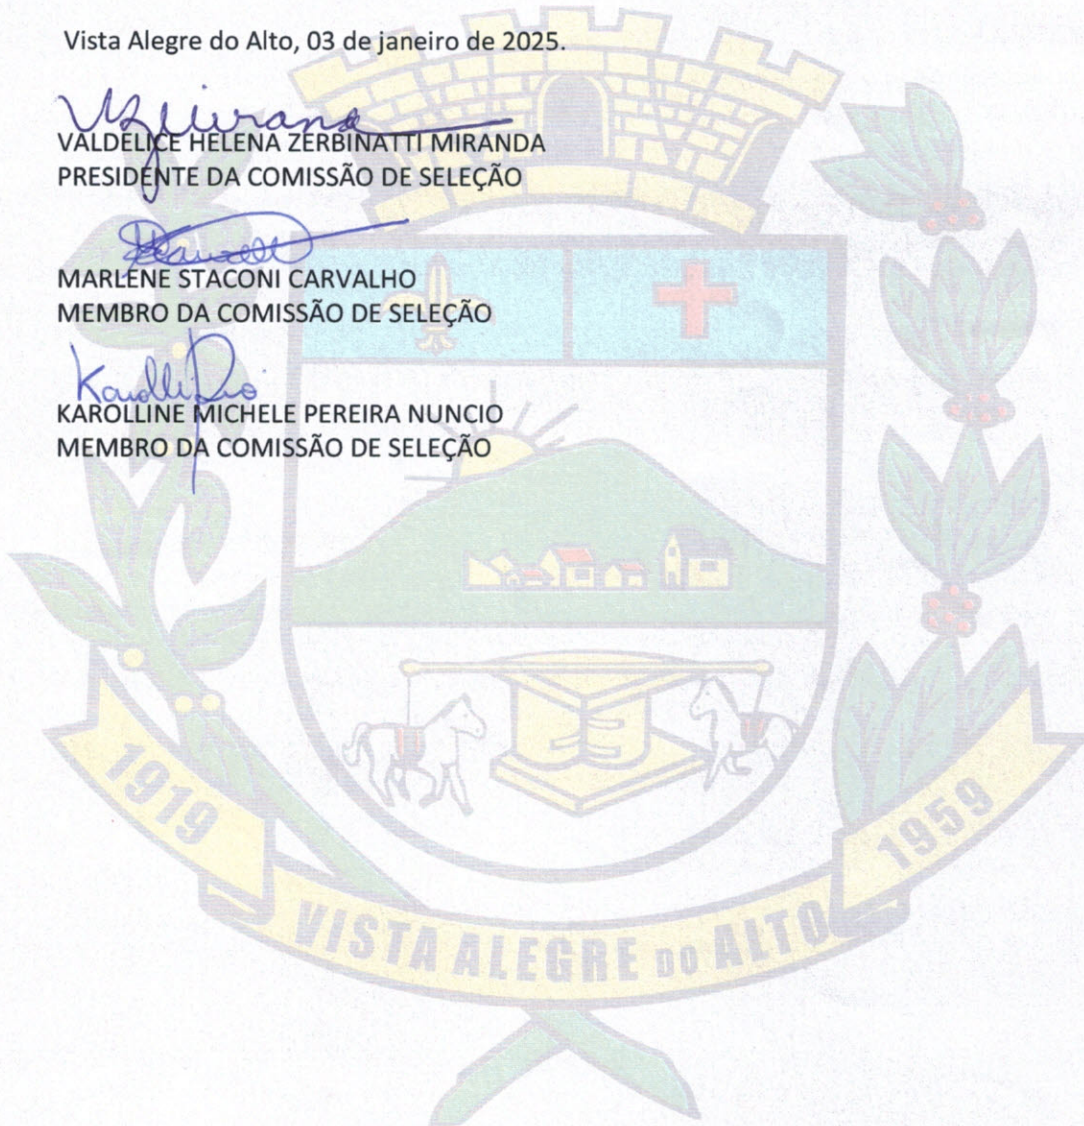 Vista Alegre do Alto, 03 de janeiro de 2025.
VALDELICE HELENA ZERBINATTI MIRANDA
PRESIDENTE DA COMISSÃO DE SELEÇÃO
MARLENE STACONI CARVALHO
MEMBRO DA COMISSÃO DE SELEÇÃO
KAROLLINE MICHELE PEREIRA NUNCIO
MEMBRO DA COMISSÃO DE SELEÇÃO
1919
1959
VISTA ALEGRE DO ALTO